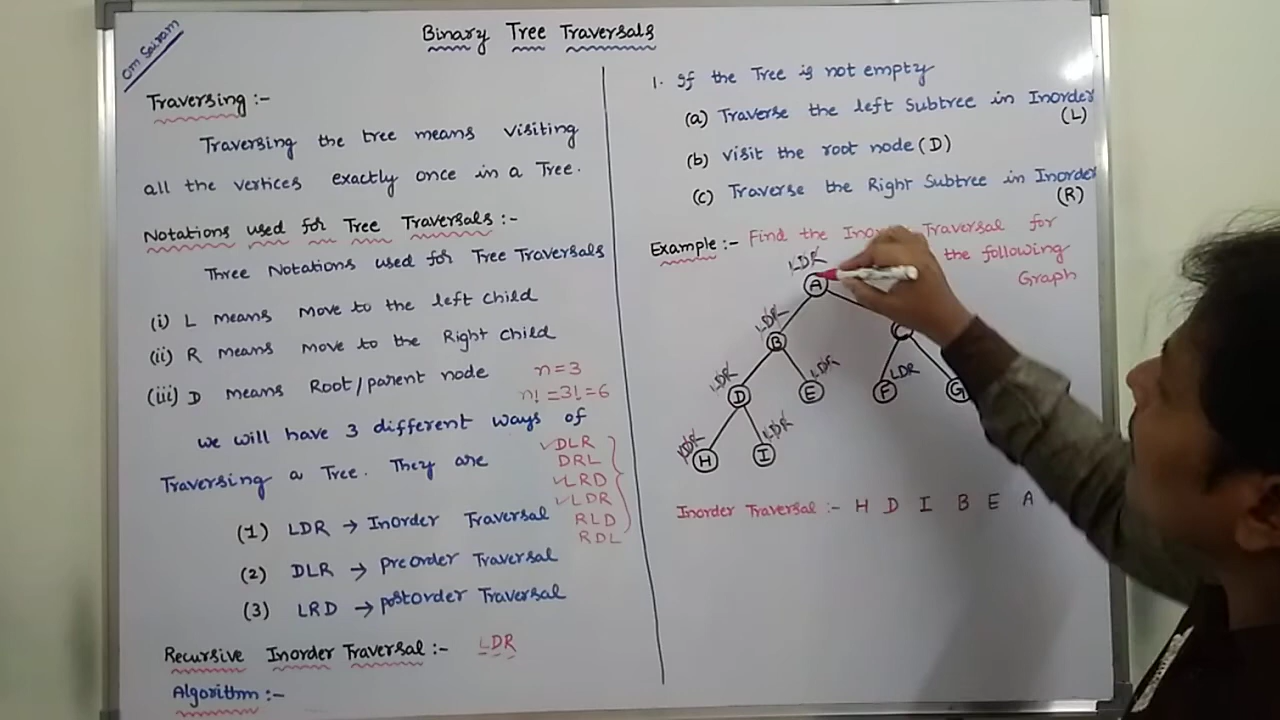 Om Sairam
Binary Tree Traversals
Traversing :-
Traversing the tree means visiting
all the vertices exactly once in a Tree.
Notations used for Tree Traversals :-
Three Notations used for Tree Traversals
(i) L means move to the left child
(ii) R means move to the Right child
(iii) D means Root/parent node
n=3
n! =3!=6
we will have 3 different ways of
Traversing a Tree. They are
✓DLR
DRL
✓LRD
✓LDR
RLD
RDL
(1) LDR → Inorder Traversal
(2) DLR → preorder Traversal
(3) LRD → postorder Traversal
Recursive Inorder Traversal :- LDR
Algorithm :-
1. If the Tree is not empty
(a) Traverse the left Subtree in Inorder
(L)
(b) visit the root node (D)
(c) Traverse the Right Subtree in Inorder
(R)
Example :- Find the Traversal for
the following
Graph
LDR
A
LDR
B
C
LDR
D
LDR
E
LDR
F
G
LDR
H
LDR
I
Inorder Traversal :- H D I B E A